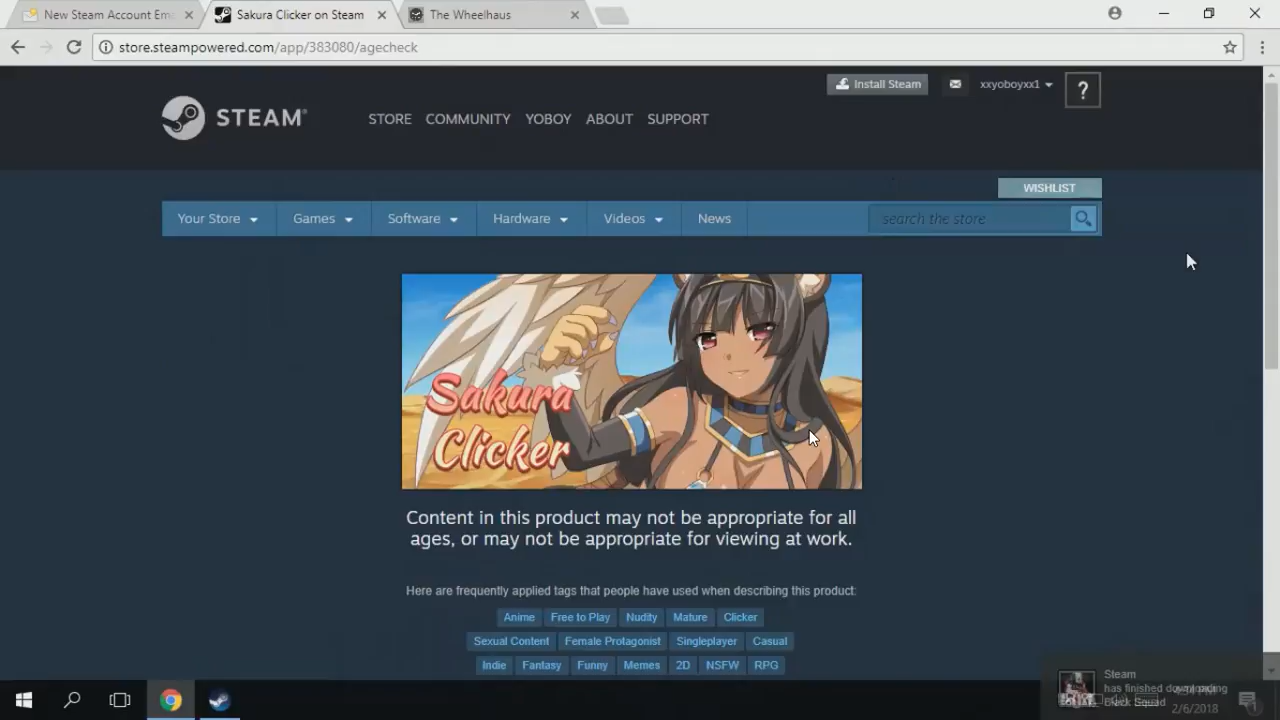 New Steam Account Ema
Sakura Clicker on Steam
The Wheelhaus
store.steampowered.com/app/383080/agecheck
Install Steam
xxyoboyxx1
?
STEAM®
STORE COMMUNITY YOBOY ABOUT SUPPORT
WISHLIST
Your Store Games Software Hardware Videos News
search the store
Sakura
Clicker
Content in this product may not be appropriate for all
ages, or may not be appropriate for viewing at work.
Here are frequently applied tags that people have used when describing this product:
Anime Free to Play Nudity Mature Clicker
Sexual Content Female Protagonist Singleplayer Casual
Indie Fantasy Funny Memes 2D NSFW RPG
Steam
has finished downloading
Black Squad
2/6/2018